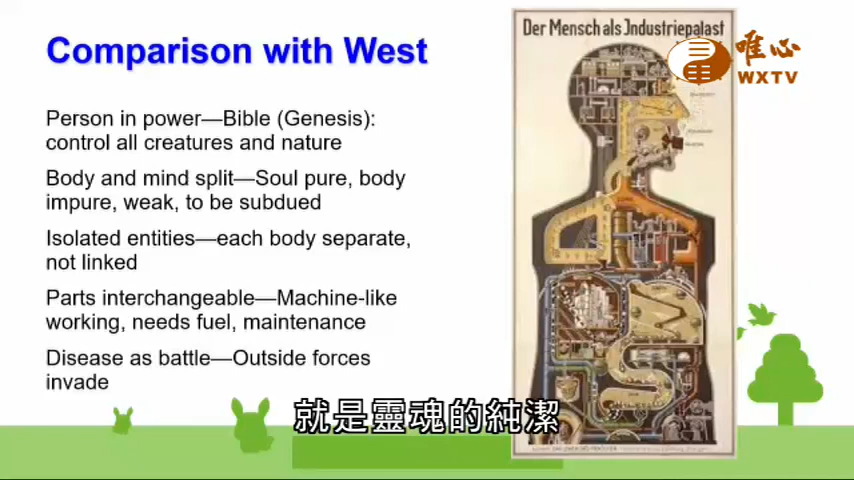 Comparison with West
Person in power—Bible (Genesis):
control all creatures and nature
Body and mind split—Soul pure, body
impure, weak, to be subdued
Isolated entities—each body separate,
not linked
Parts interchangeable—Machine-like
working, needs fuel, maintenance
Disease as battle—Outside forces
invade
Der Mensch als Industriepalast
唯心
WXTV
就是靈魂的純潔